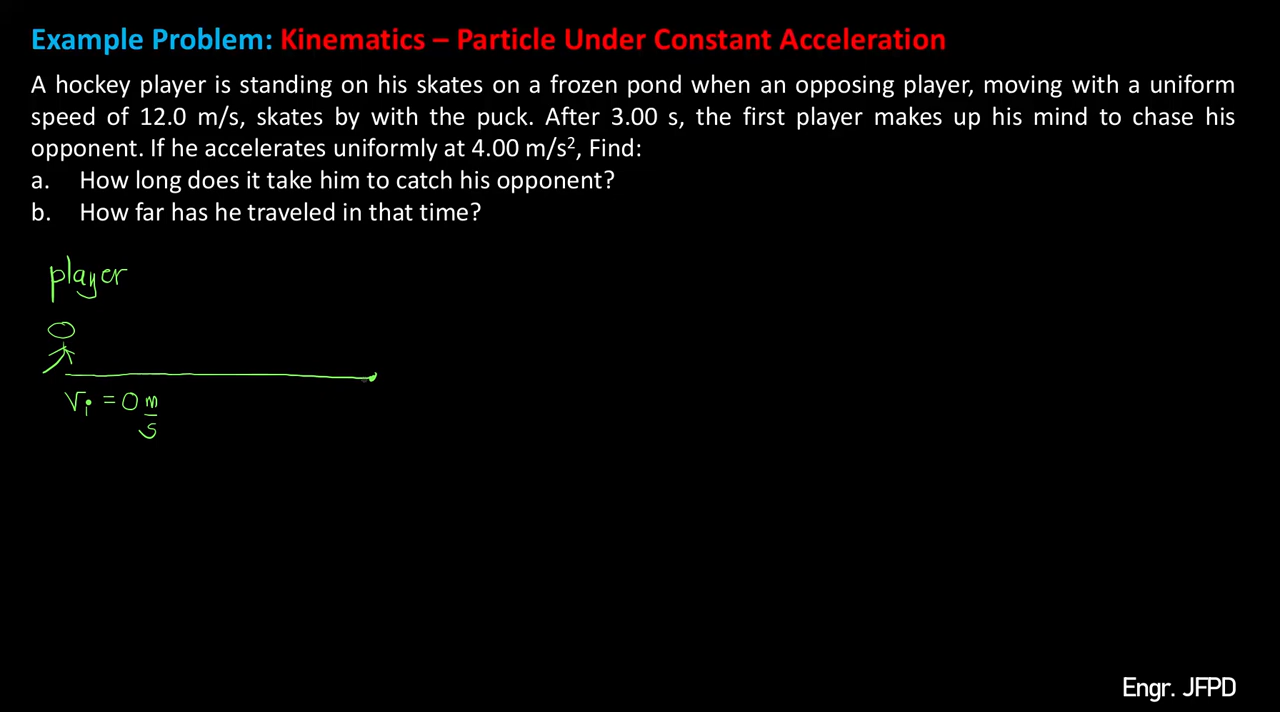 Example Problem: Kinematics – Particle Under Constant Acceleration
A hockey player is standing on his skates on a frozen pond when an opposing player, moving with a uniform
speed of 12.0 m/s, skates by with the puck. After 3.00 s, the first player makes up his mind to chase his
opponent. If he accelerates uniformly at 4.00 m/s², Find:
a. How long does it take him to catch his opponent?
b. How far has he traveled in that time?
player
Vi = 0 m/s
Engr. JFPD